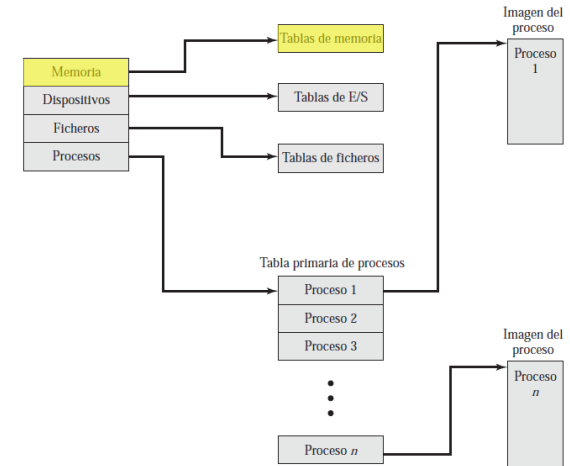 Imagen del
proceso
Tablas de memoria
Proceso
1
Memoria
Dispositivos
Tablas de E/S
Ficheros
Procesos
Tablas de ficheros
Tabla primaria de procesos
Proceso 1
Proceso 2
Proceso 3
Imagen del
proceso
Proceso
n
Proceso n